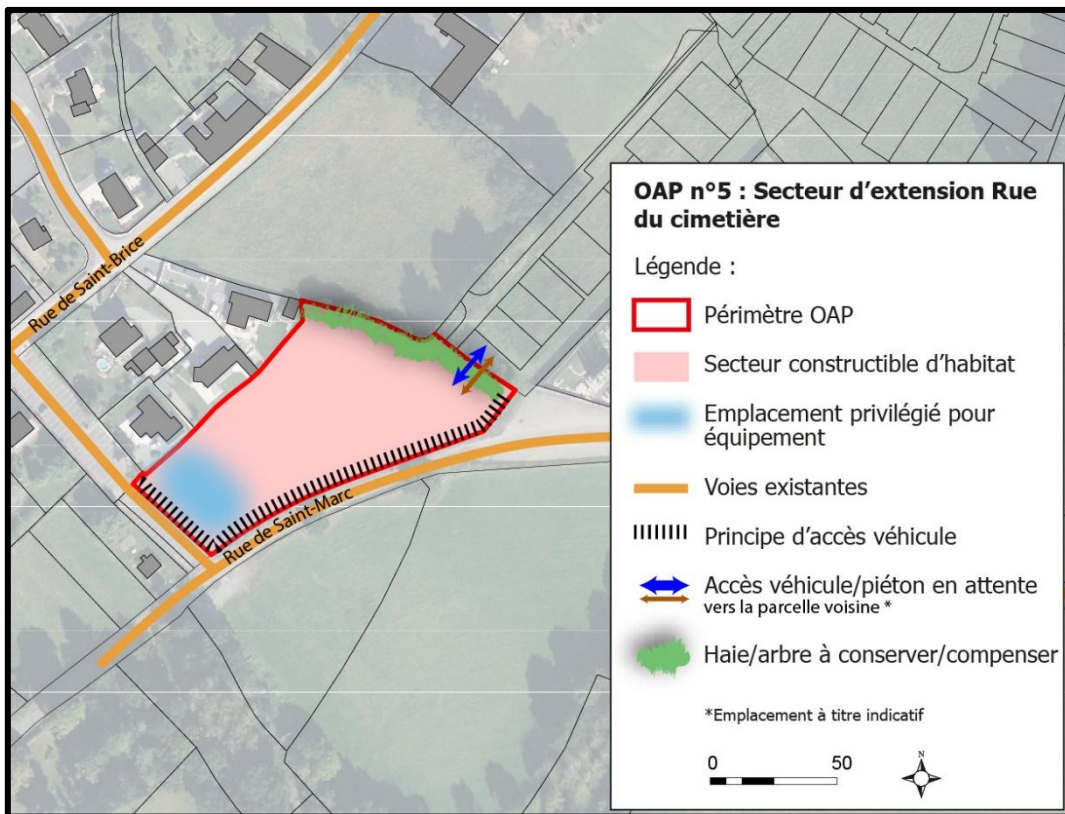 Rue de Saint-Brice
Rue de Saint-Marc
OAP n°5 : Secteur d'extension Rue
du cimetière
Légende :
Périmètre OAP
Secteur constructible d'habitat
Emplacement privilégié pour
équipement
Voies existantes
Principe d'accès véhicule
Accès véhicule/piéton en attente
vers la parcelle voisine *
Haie/arbre à conserver/compenser
*Emplacement à titre indicatif
0 50
N